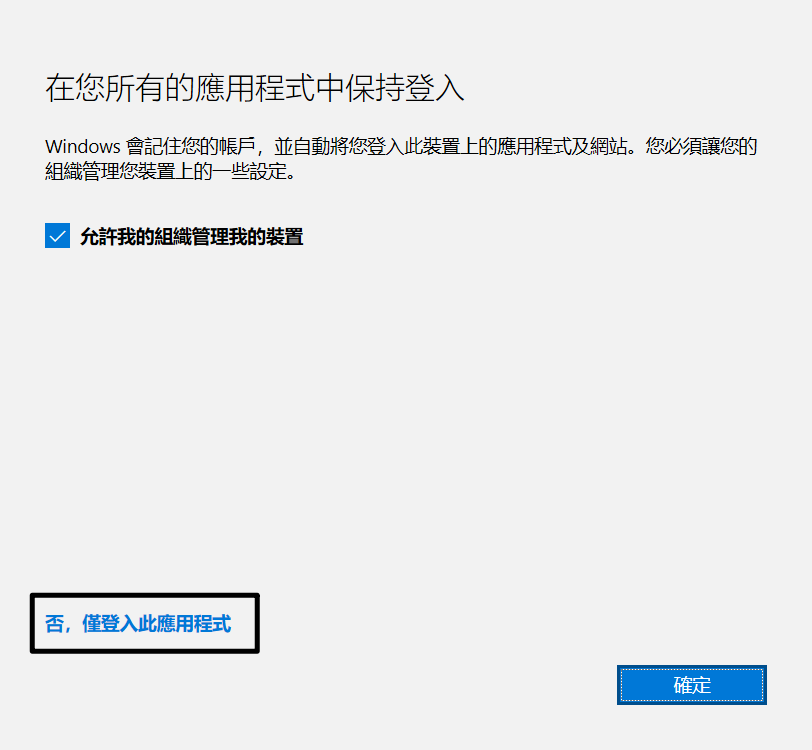 在您所有的應用程式中保持登入
Windows 會記住您的帳戶，並自動將您登入此裝置上的應用程式及網站。您必須讓您的
組織管理您裝置上的一些設定。
允許我的組織管理我的裝置
否，僅登入此應用程式
確定